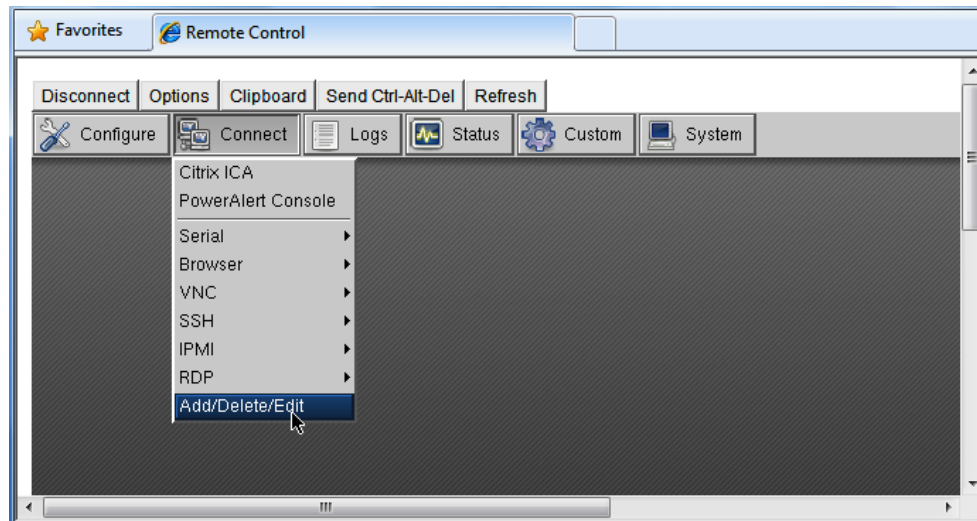 Favorites Remote Control
Disconnect Options Clipboard Send Ctrl-Alt-Del Refresh
Configure Connect Logs Status Custom System
Citrix ICA
PowerAlert Console
Serial
Browser
VNC
SSH
IPMI
RDP
Add/Delete/Edit